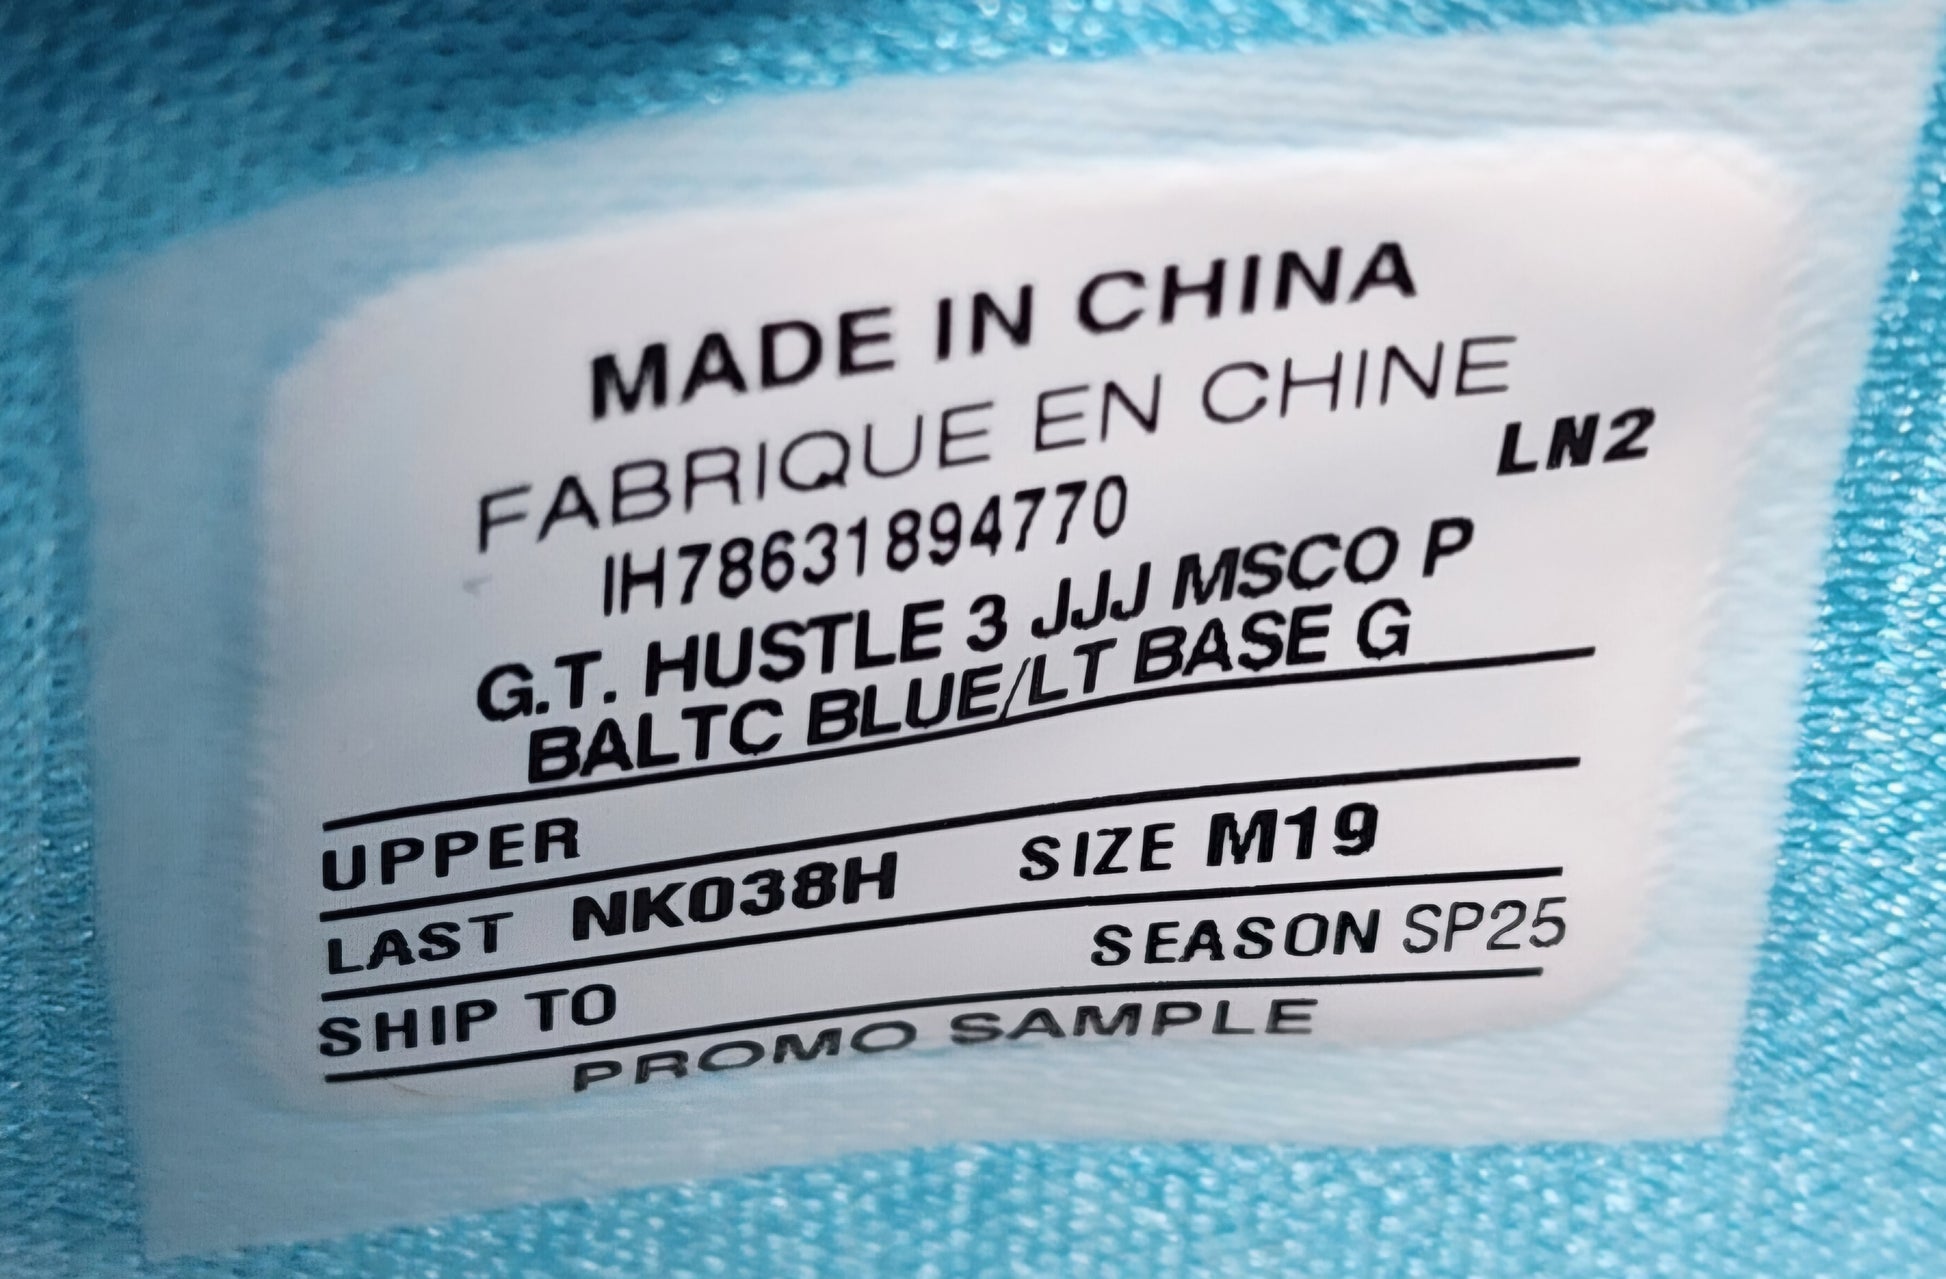 MADE IN CHINA
FABRIQUE EN CHINE
LN2
IH78631894770
G.T. HUSTLE 3 JJJ MSCO P
BALTC BLUE/LT BASE G
UPPER
LAST NK038H SIZE M19
SHIP TO SEASON SP25
PROMO SAMPLE